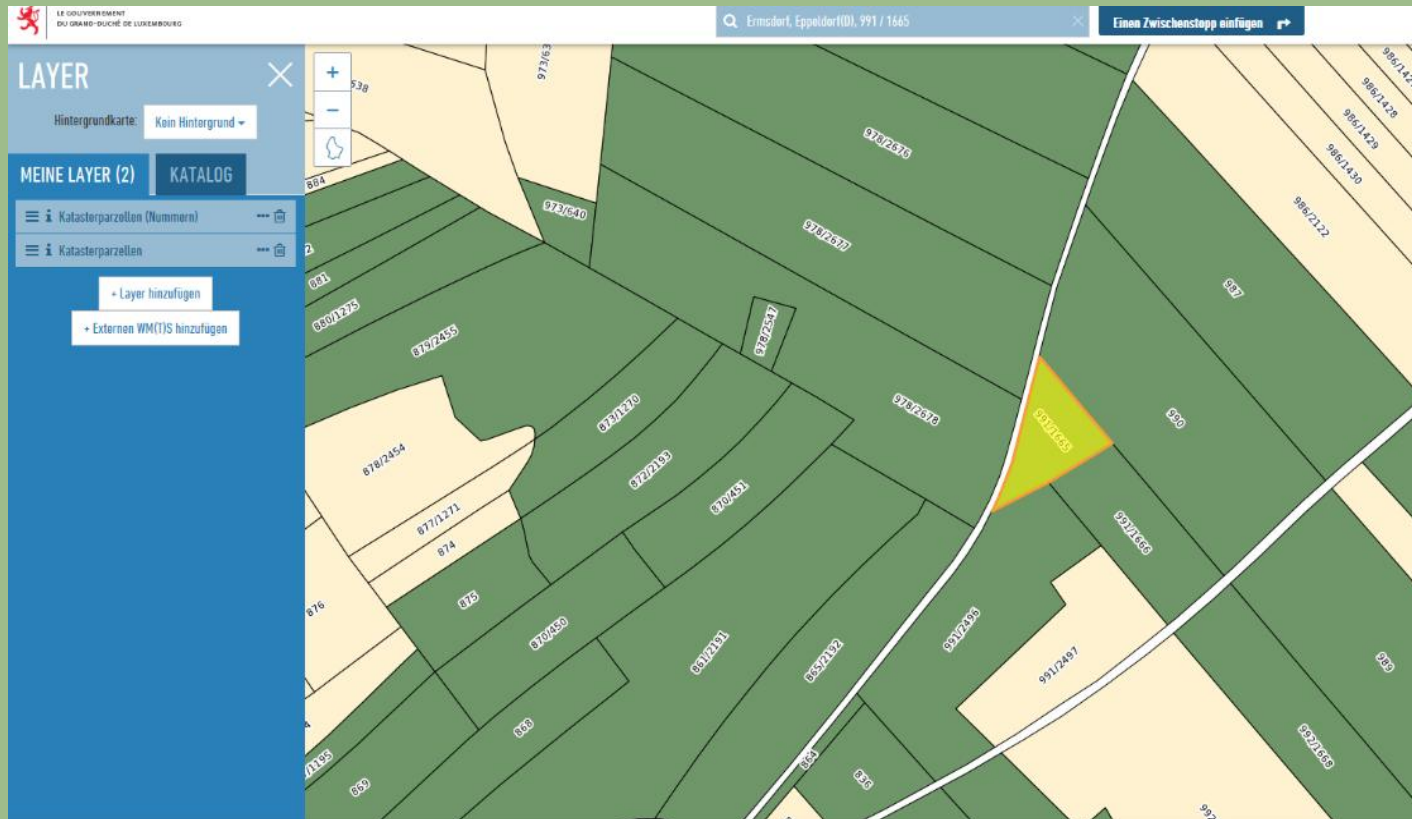 LE GOUVERNEMENT
DU GRAND-DUCHÉ DE LUXEMBOURG
Ermsdorf, Eppeldorf(D), 991 / 1665
Einen Zwischenstopp einfügen
LAYER
Hintergrundkarte:
Kein Hintergrund
MEINE LAYER (2)
KATALOG
Katasterparzellen (Nummern)
Katasterparzellen
+ Layer hinzufügen
+ Externen WM(T)S hinzufügen
+
−
884
973/640
978/2676
986/1428
986/1429
986/1430
986/2122
978/2677
987
881
880/1275
879/2455
978/2547
978/2678
991/1665
990
873/1270
872/2193
870/451
878/2454
877/1271
874
991/1666
876
875
870/450
861/2191
865/2192
991/2496
991/2497
989
868
869
864
836
992/1668